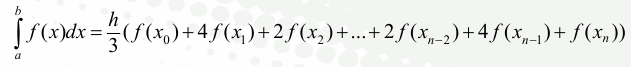 ∫_a^b f(x)dx = h/3 (f(x_0) + 4f(x_1) + 2f(x_2) + ... + 2f(x_{n-2}) + 4f(x_{n-1}) + f(x_n))